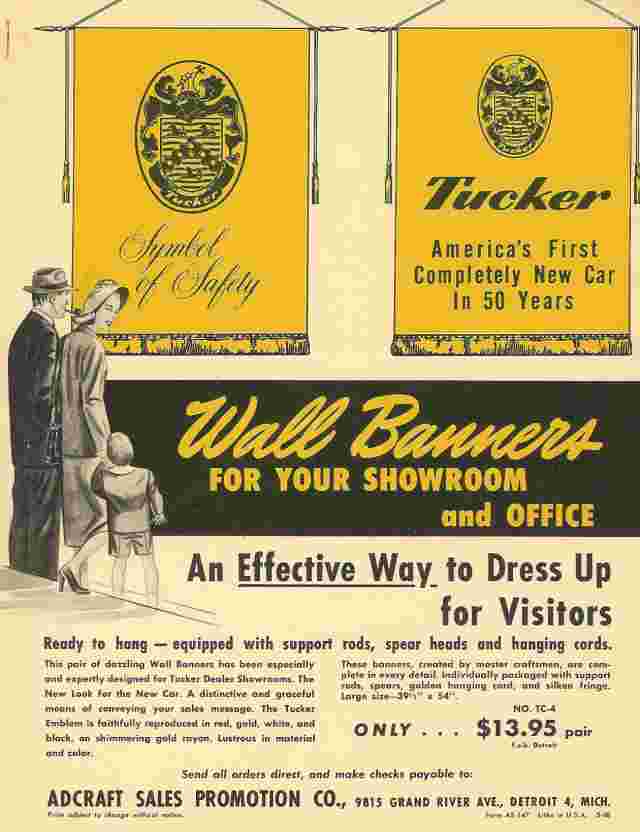 Tucker
Symbol
of Safety
Tucker
Tucker
America's First
Completely New Car
In 50 Years
Wall Banners
FOR YOUR SHOWROOM
and OFFICE
An Effective Way to Dress Up
for Visitors
Ready to hang — equipped with support rods, spear heads and hanging cords.
This pair of dazzling Wall Banners has been especially
and expertly designed for Tucker Dealer Showrooms. The
New Look for the New Car. A distinctive and graceful
means of conveying your sales message. The Tucker
Emblem is faithfully reproduced in red, gold, white, and
black, on shimmering gold rayon. Lustrous in material
and color.
These banners, created by master craftsmen, are com-
plete in every detail. Individually packaged with support
rods, spears, golden hanging cord, and silken fringe.
Large size—39½" x 54".
NO. TC-4
ONLY . . . $13.95 pair
F.o.b. Detroit
Send all orders direct, and make checks payable to:
ADCRAFT SALES PROMOTION CO., 9815 GRAND RIVER AVE., DETROIT 4, MICH.
Price subject to change without notice.
Form AS-147 Litho in U.S.A.